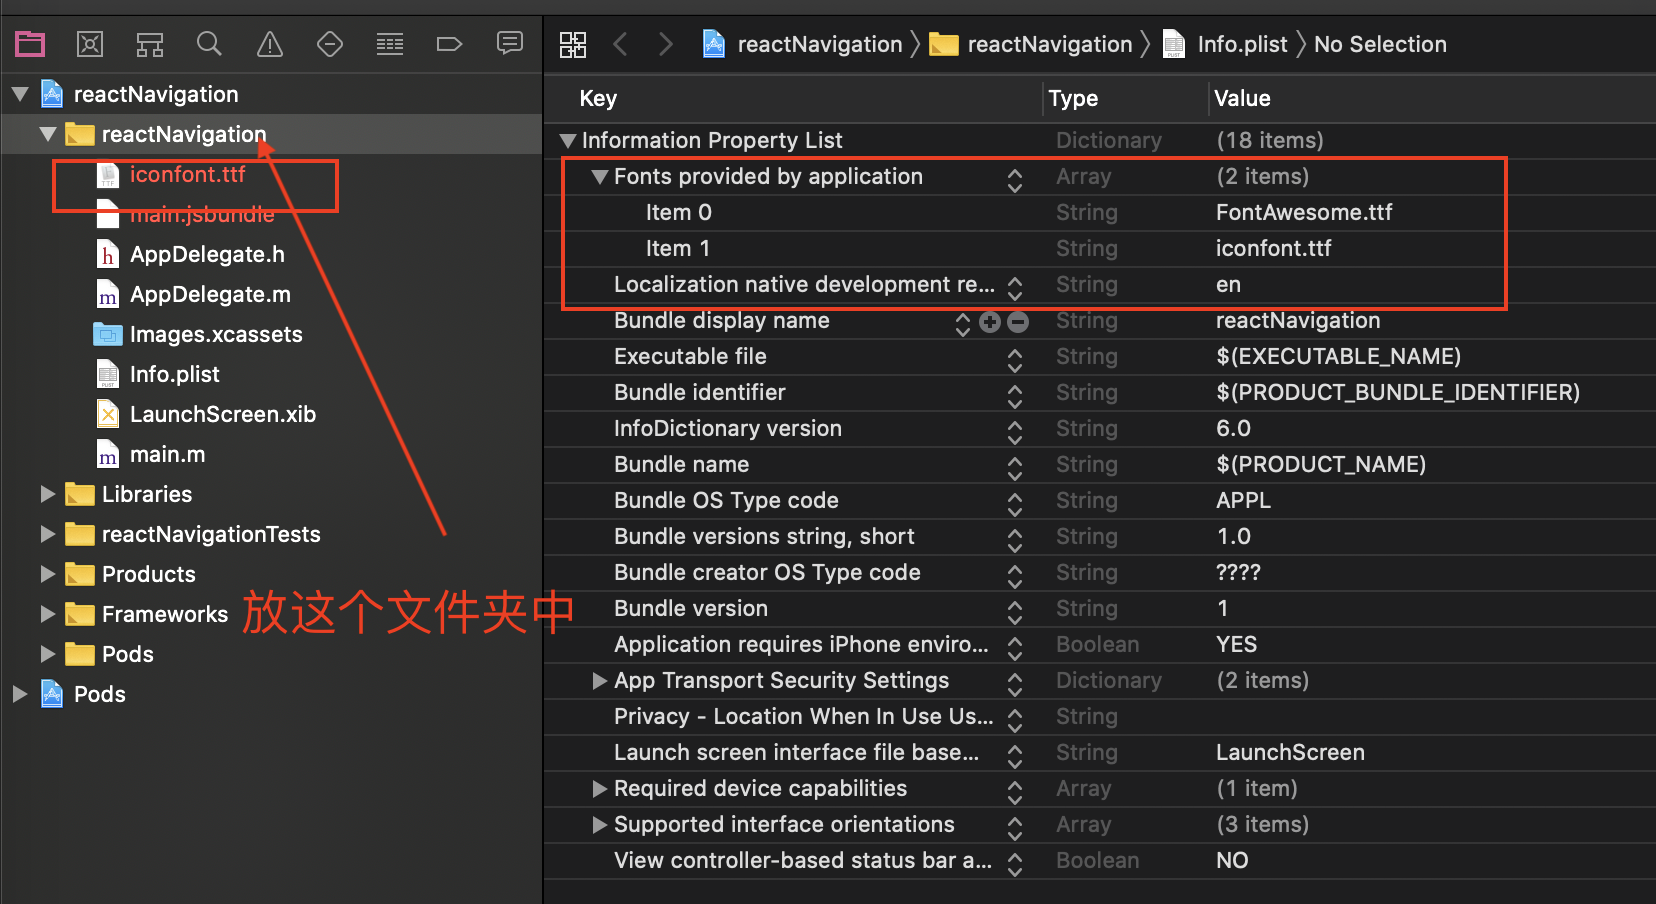 reactNavigation
reactNavigation
iconfont.ttf
main.jsbundle
AppDelegate.h
AppDelegate.m
Images.xcassets
Info.plist
LaunchScreen.xib
main.m
Libraries
reactNavigationTests
Products
Frameworks
放这个文件夹中
Pods
Pods
reactNavigation reactNavigation Info.plist No Selection
Key Type Value
Information Property List Dictionary (18 items)
Fonts provided by application Array (2 items)
Item 0 String FontAwesome.ttf
Item 1 String iconfont.ttf
Localization native development re... String en
Bundle display name String reactNavigation
Executable file String $(EXECUTABLE_NAME)
Bundle identifier String $(PRODUCT_BUNDLE_IDENTIFIER)
InfoDictionary version String 6.0
Bundle name String $(PRODUCT_NAME)
Bundle OS Type code String APPL
Bundle versions string, short String 1.0
Bundle creator OS Type code String ????
Bundle version String 1
Application requires iPhone enviro... Boolean YES
App Transport Security Settings Dictionary (2 items)
Privacy - Location When In Use Us... String
Launch screen interface file base... String LaunchScreen
Required device capabilities Array (1 item)
Supported interface orientations Array (3 items)
View controller-based status bar a... Boolean NO